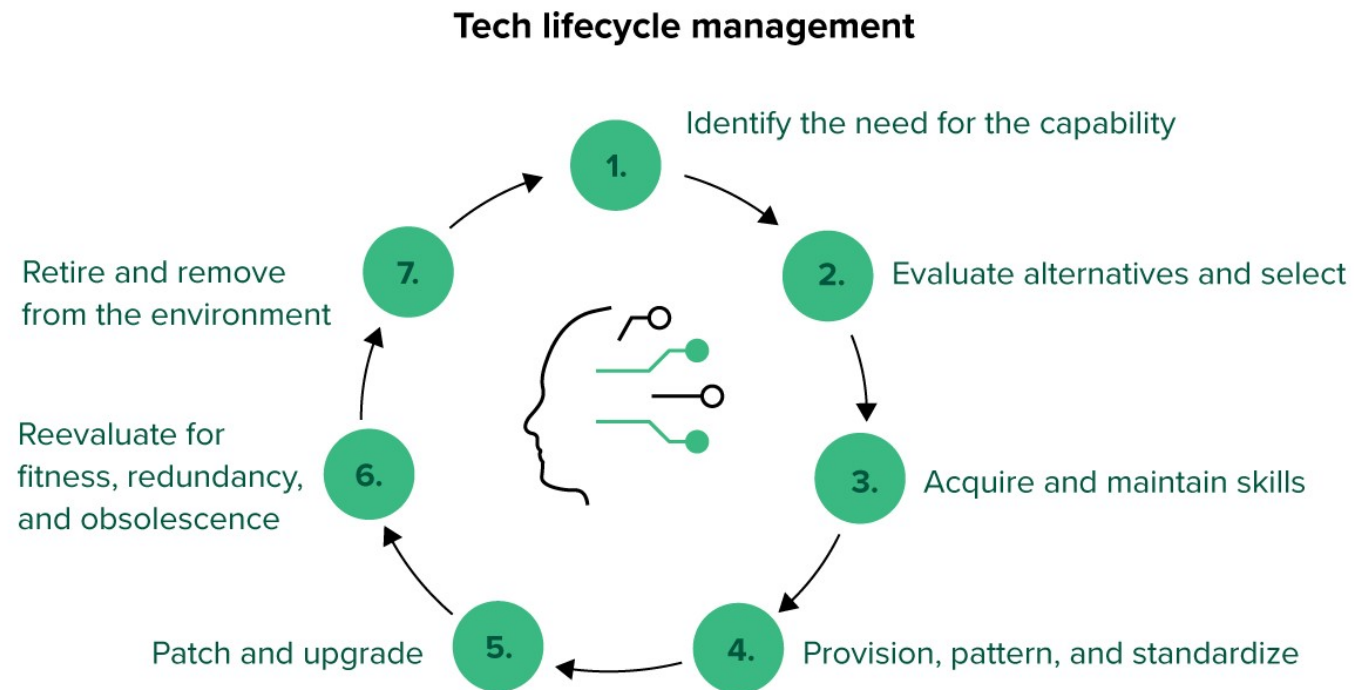 Tech lifecycle management
1.
Identify the need for the capability
2.
Evaluate alternatives and select
3.
Acquire and maintain skills
4.
Provision, pattern, and standardize
5.
Patch and upgrade
6.
Reevaluate for
fitness, redundancy,
and obsolescence
7.
Retire and remove
from the environment